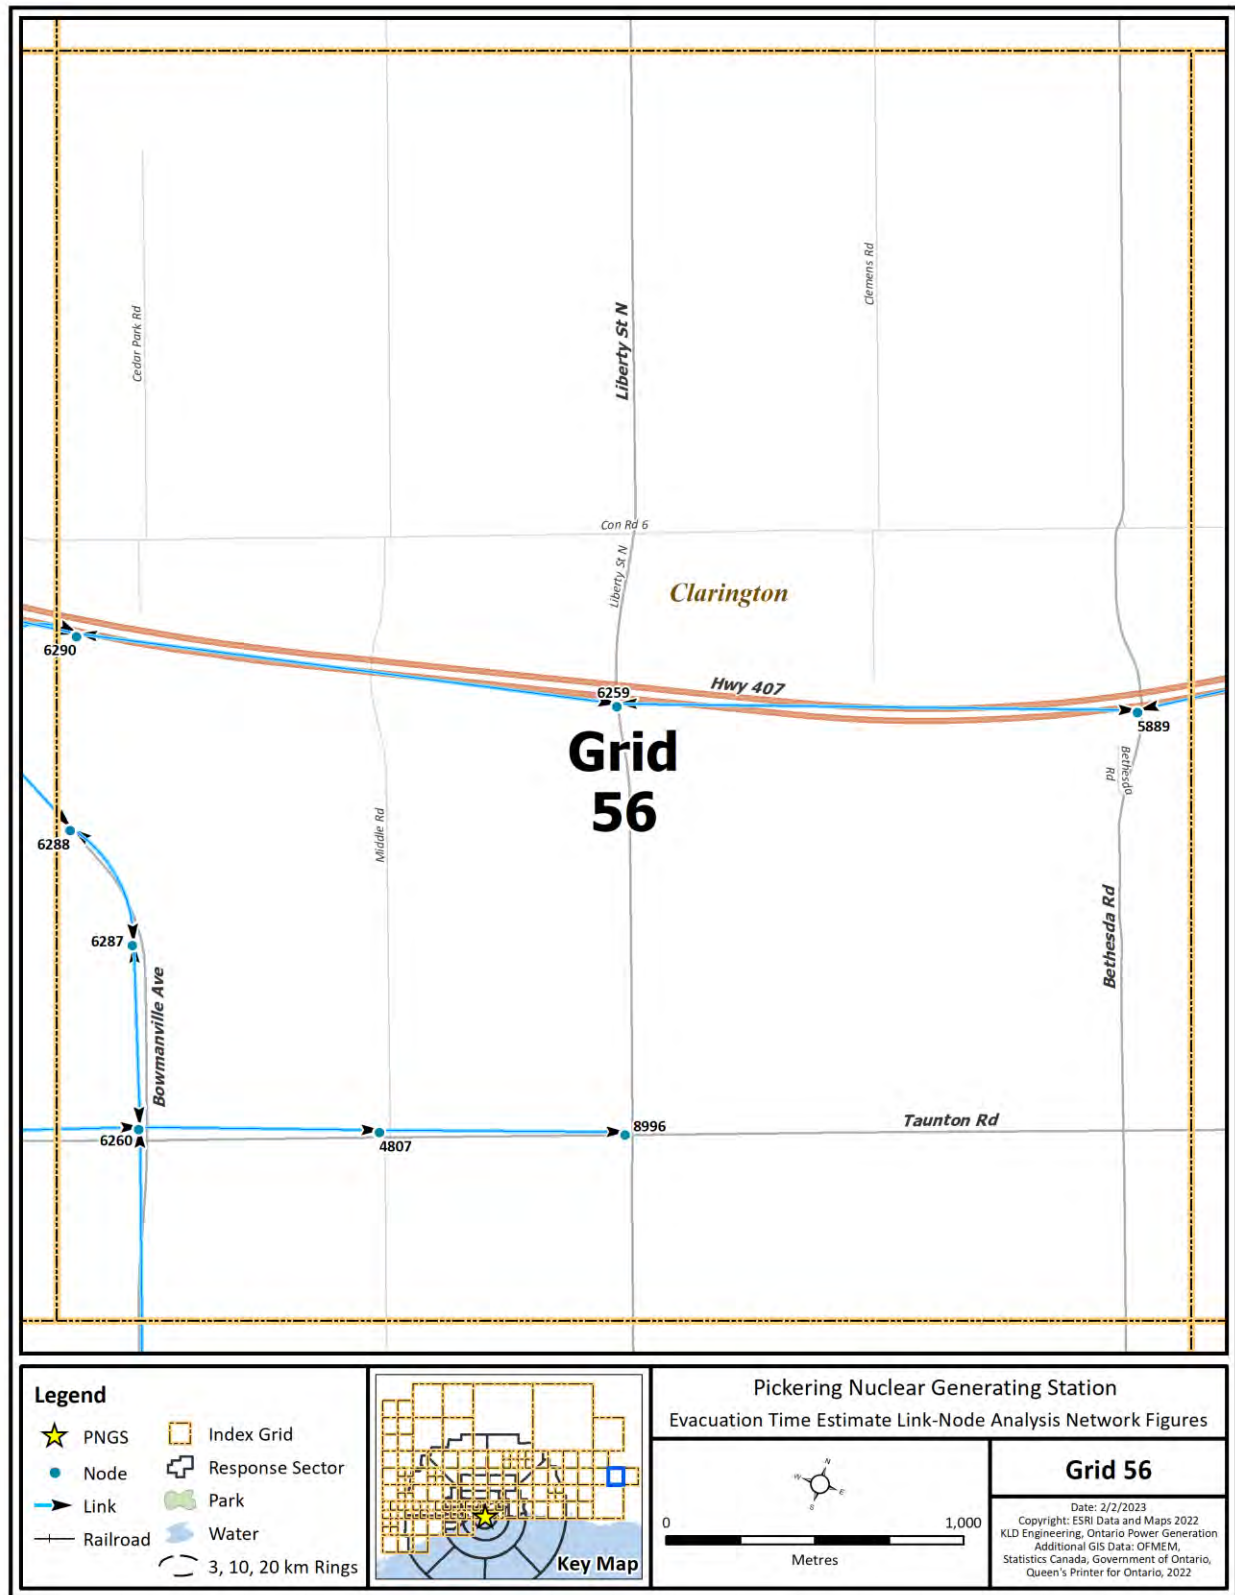 Cedar Park Rd
Liberty St N
Clemens Rd
Con Rd 6
Liberty St N
Clarington
6290
6259
Hwy 407
5889
Grid
56
Bethesda
Rd
6288
Middle Rd
6287
Bowmanville Ave
Bethesda Rd
6260
4807
8996
Taunton Rd
Legend
PNGS
Node
Link
Railroad
Index Grid
Response Sector
Park
Water
3, 10, 20 km Rings
Key Map
Pickering Nuclear Generating Station
Evacuation Time Estimate Link-Node Analysis Network Figures
N
W
E
S
0
1,000
Metres
Grid 56
Date: 2/2/2023
Copyright: ESRI Data and Maps 2022
KLD Engineering, Ontario Power Generation
Additional GIS Data: OFMEM,
Statistics Canada, Government of Ontario,
Queen's Printer for Ontario, 2022